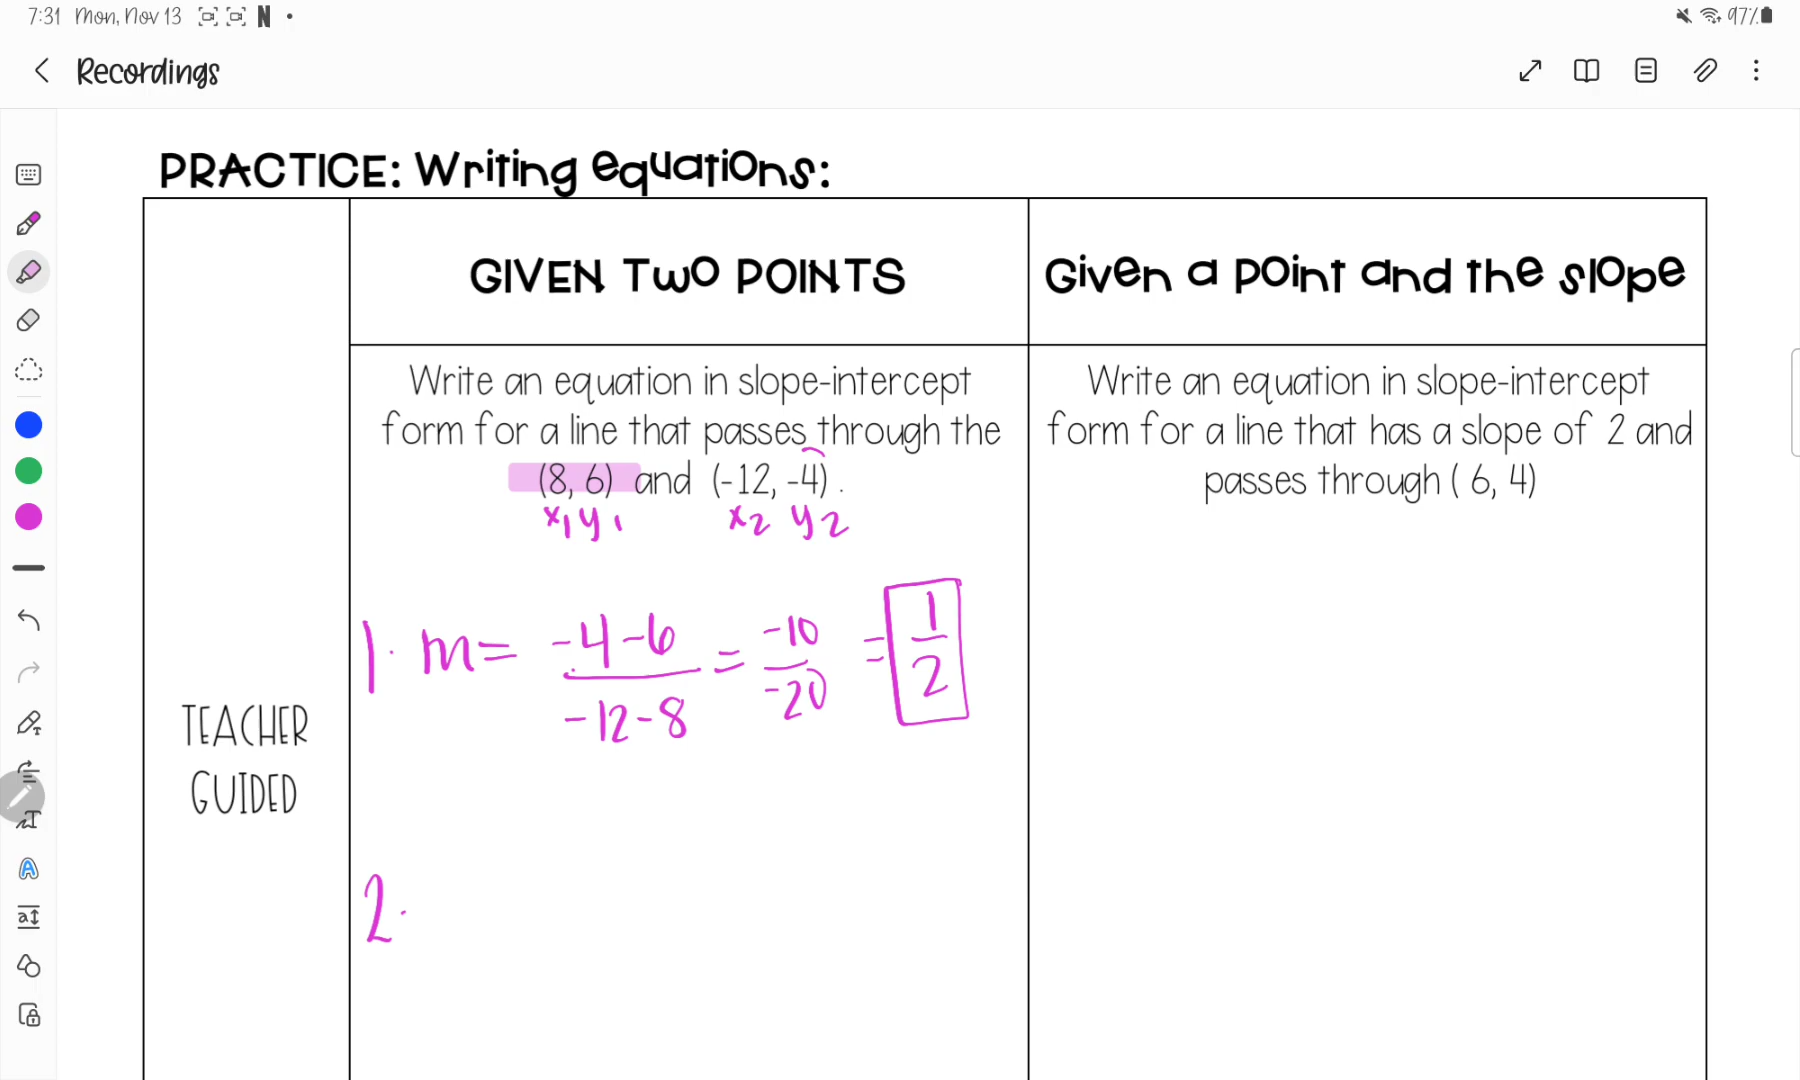 7:31 Mon, Nov 13 N •
97%
Recordings
PRACTICE: Writing equations:
GIVEN TWO POINTS
Given a point and the slope
Write an equation in slope-intercept
form for a line that passes through the
(8, 6) and (-12, -4).
x1 y1 x2 y2
Write an equation in slope-intercept
form for a line that has a slope of 2 and
passes through ( 6, 4)
1. m = -4-6 / -12-8 = -10 / -20 = 1 / 2
TEACHER
GUIDED
2.